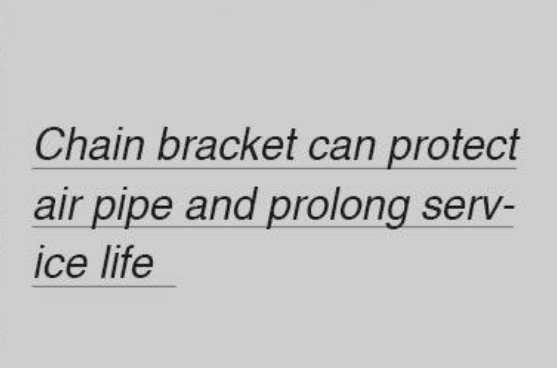 Chain bracket can protect
air pipe and prolong serv-
ice life